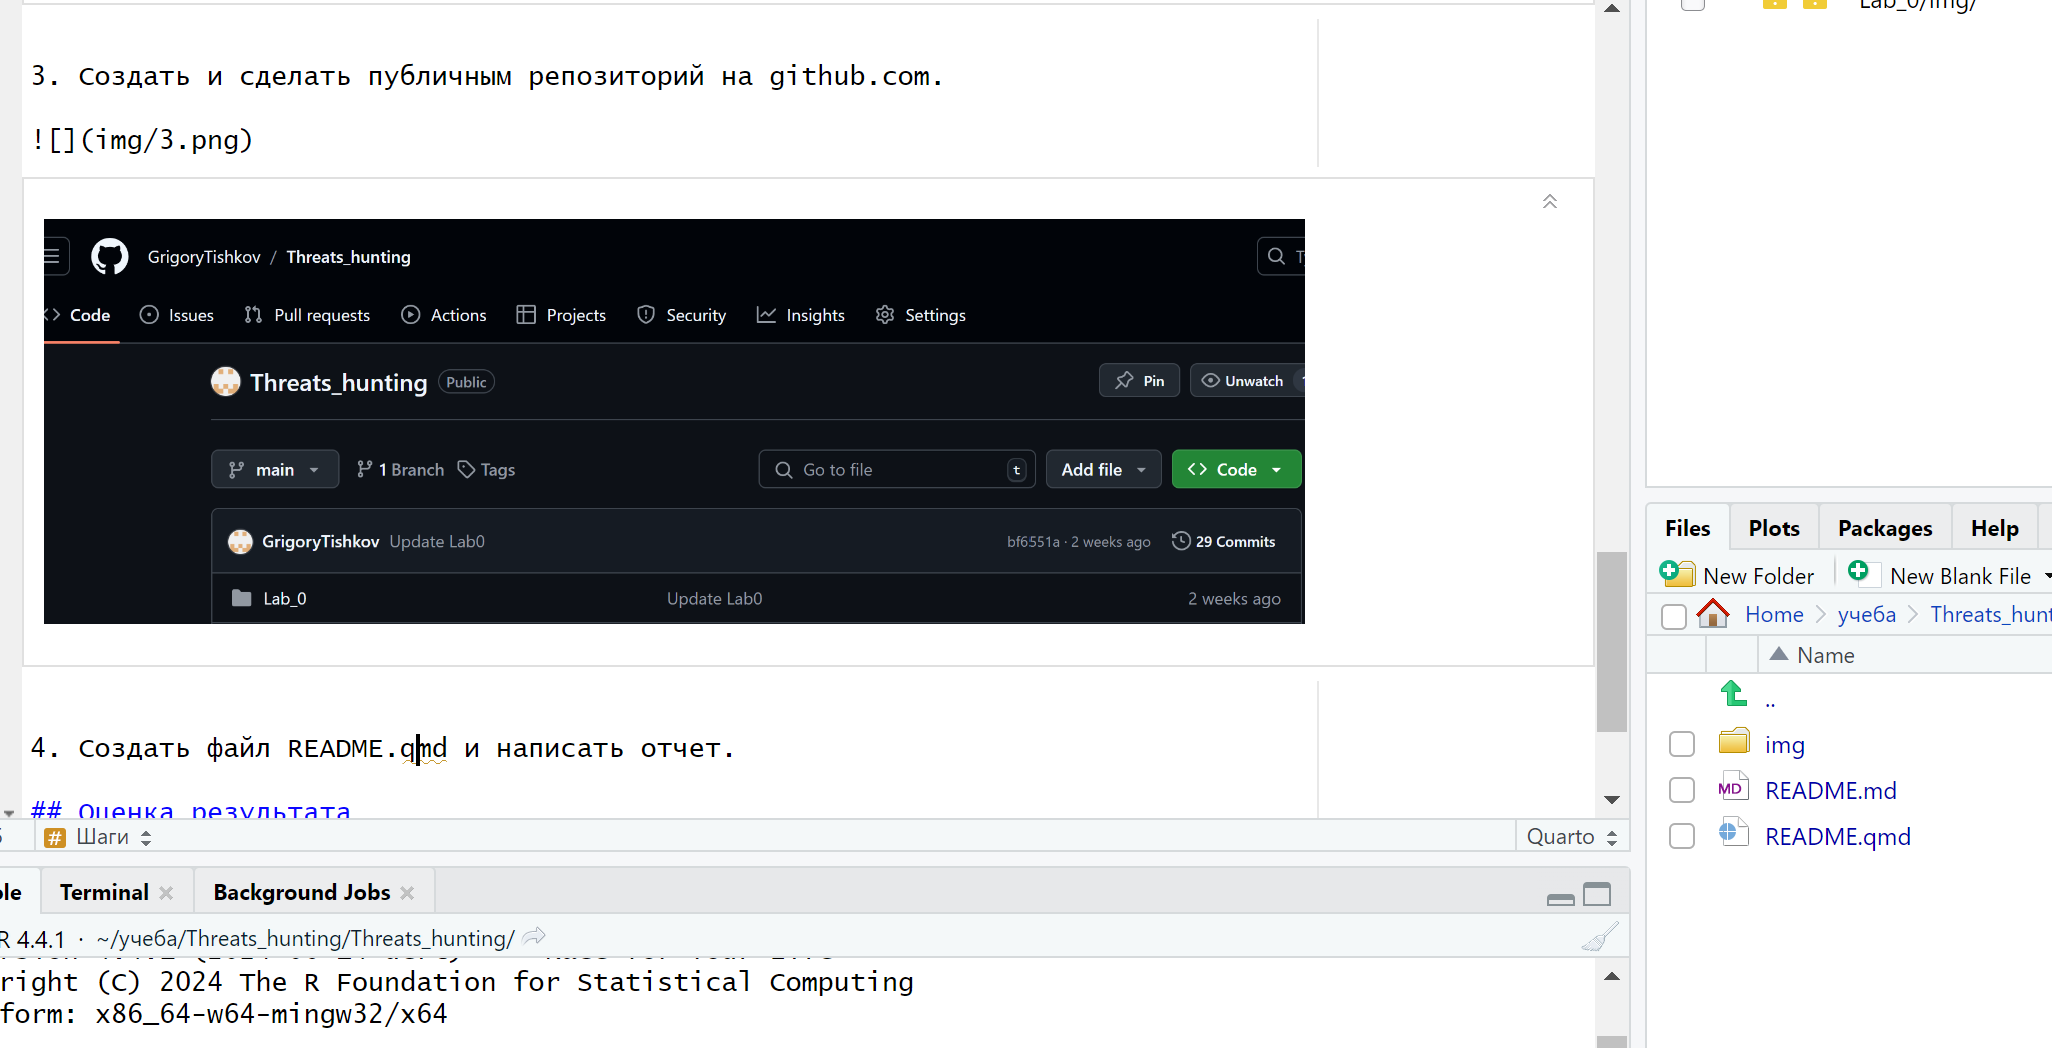 Lab_0/img/
3. Создать и сделать публичным репозиторий на github.com.
![](img/3.png)
GrigoryTishkov / Threats_hunting
Code Issues Pull requests Actions Projects Security Insights Settings
Threats_hunting Public Pin Unwatch
main 1 Branch Tags Go to file t Add file Code
GrigoryTishkov Update Lab0 bf6551a · 2 weeks ago 29 Commits
Lab_0 Update Lab0 2 weeks ago
4. Создать файл README.qmd и написать отчет.
## Оценка результата
# Шаги Quarto
Terminal Background Jobs
R 4.4.1 · ~/учеба/Threats_hunting/Threats_hunting/
right (C) 2024 The R Foundation for Statistical Computing
form: x86_64-w64-mingw32/x64
Files Plots Packages Help
New Folder New Blank File
Home учеба Threats_hunt
Name
..
img
MD README.md
README.qmd